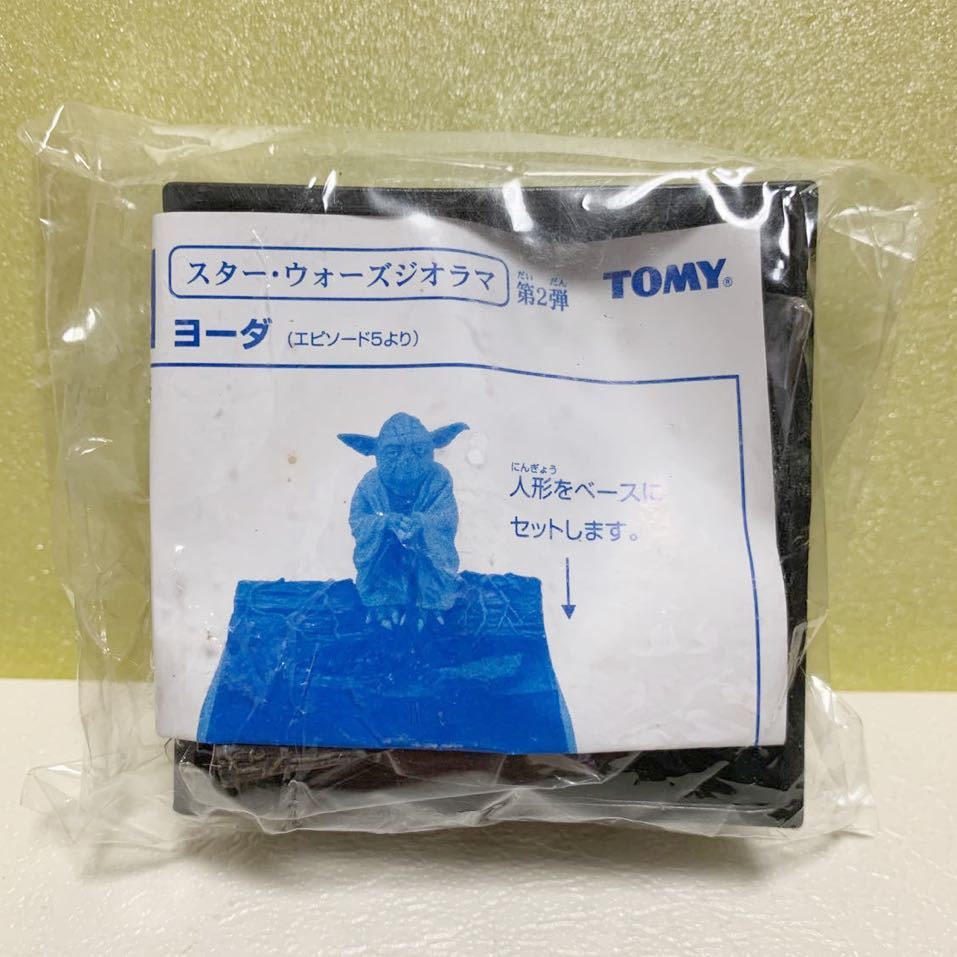 スター・ウォーズジオラマ 第2弾 TOMY®
だい だん
ヨーダ (エピソード5より)
にんぎょう
人形をベースに
セットします。